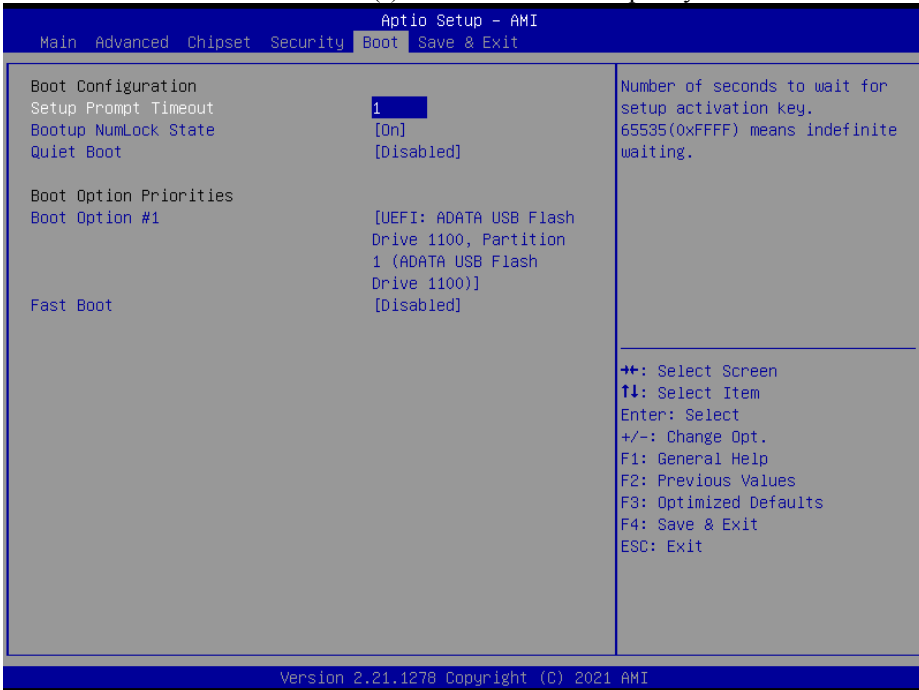 Aptio Setup – AMI
Main Advanced Chipset Security Boot Save & Exit
Boot Configuration
Setup Prompt Timeout 1
Bootup NumLock State [On]
Quiet Boot [Disabled]
Boot Option Priorities
Boot Option #1 [UEFI: ADATA USB Flash
Drive 1100, Partition
1 (ADATA USB Flash
Drive 1100)]
Fast Boot [Disabled]
Number of seconds to wait for
setup activation key.
65535(0xFFFF) means indefinite
waiting.
→←: Select Screen
↑↓: Select Item
Enter: Select
+/-: Change Opt.
F1: General Help
F2: Previous Values
F3: Optimized Defaults
F4: Save & Exit
ESC: Exit
Version 2.21.1278 Copyright (C) 2021 AMI